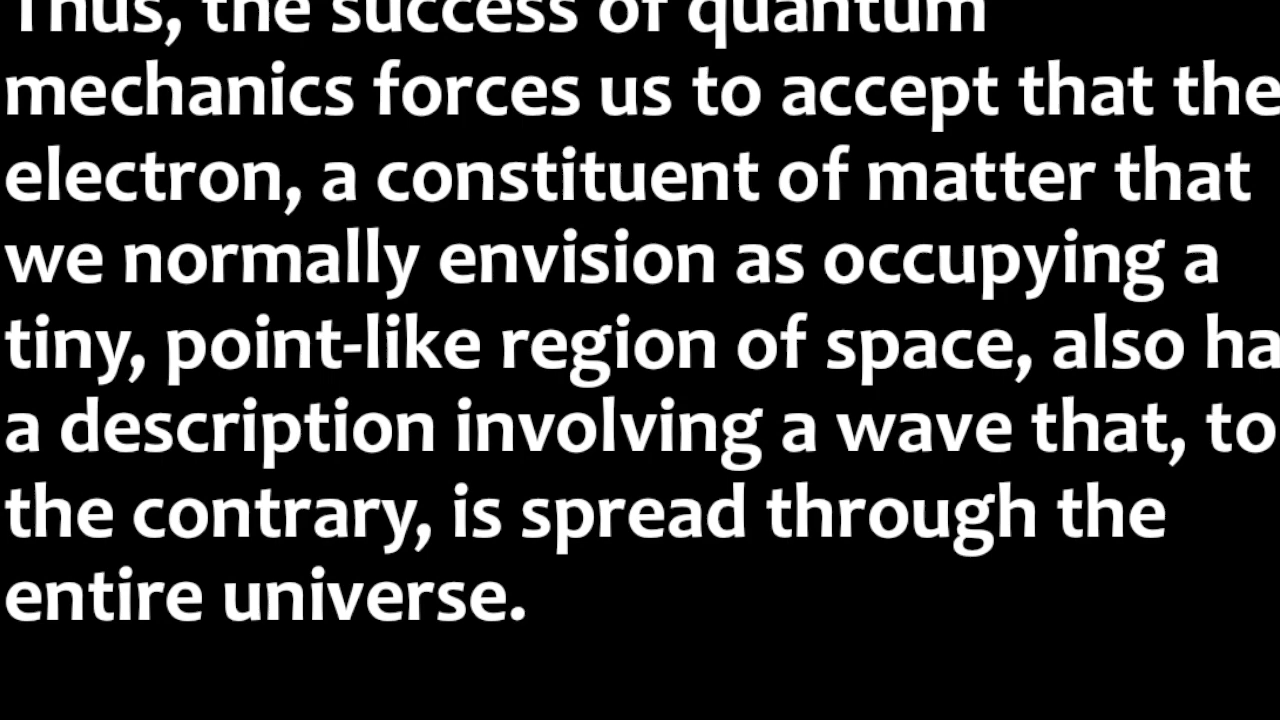 Thus, the success of quantum
mechanics forces us to accept that the
electron, a constituent of matter that
we normally envision as occupying a
tiny, point-like region of space, also ha
a description involving a wave that, to
the contrary, is spread through the
entire universe.